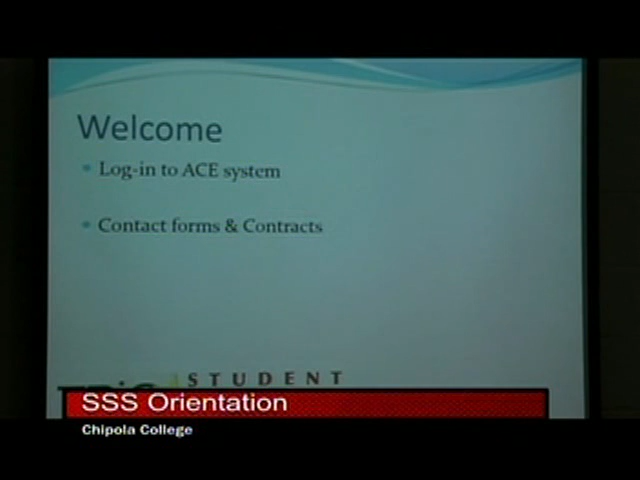 Welcome
Log-in to ACE system
Contact forms & Contracts
STUDENT
SSS Orientation
Chipola College